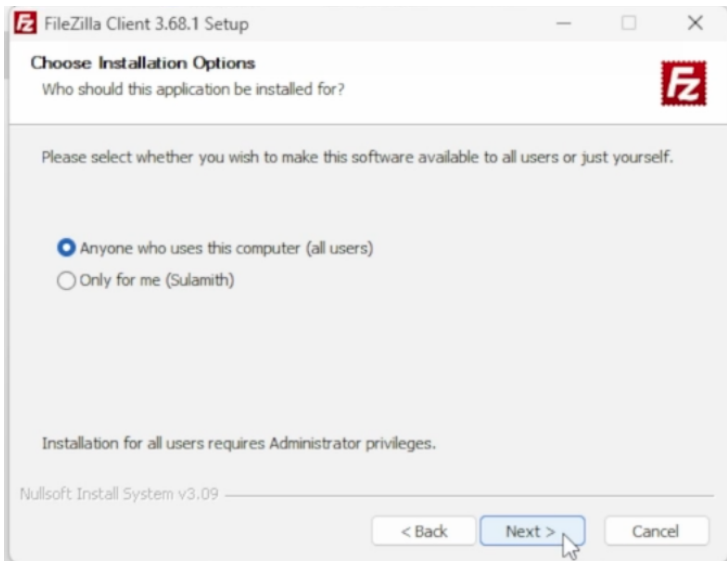 FileZilla Client 3.68.1 Setup
Choose Installation Options
Who should this application be installed for?
Fz
Please select whether you wish to make this software available to all users or just yourself.
Anyone who uses this computer (all users)
Only for me (Sulamith)
Installation for all users requires Administrator privileges.
Nullsoft Install System v3.09
< Back Next > Cancel